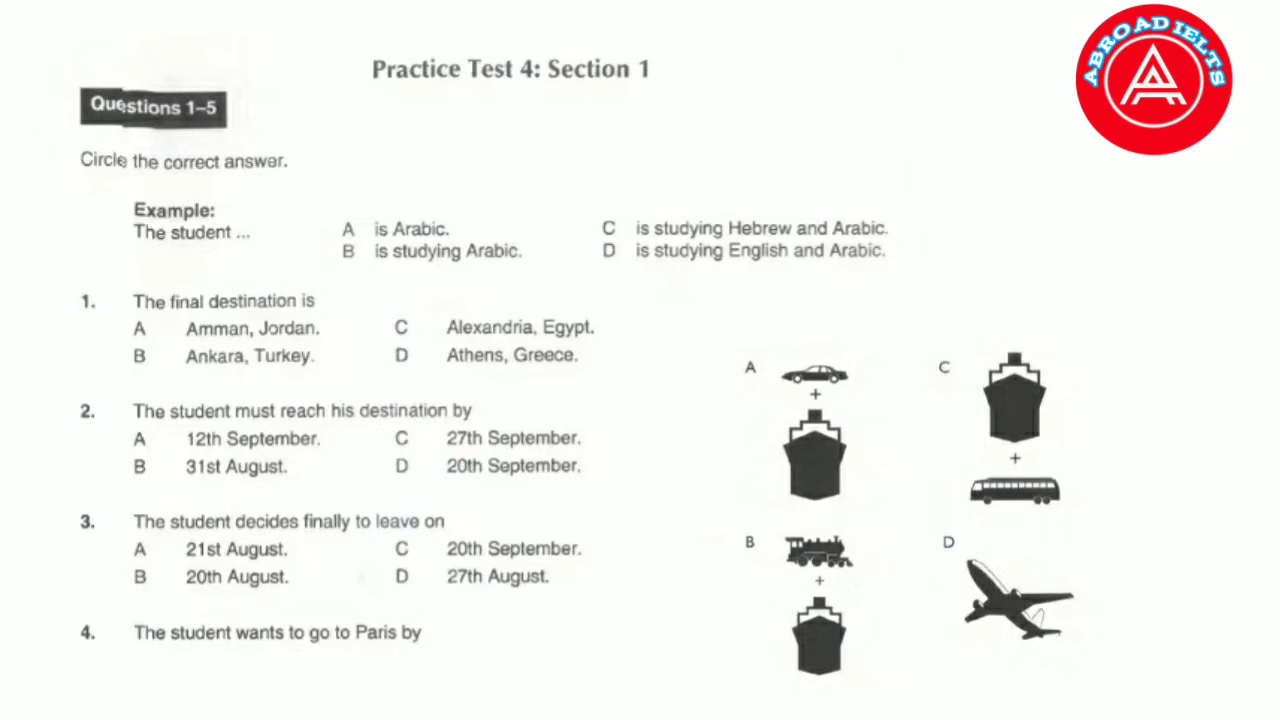 ABROAD IELTS
Practice Test 4: Section 1
Questions 1–5
Circle the correct answer.
Example:
The student ... A is Arabic. C is studying Hebrew and Arabic.
B is studying Arabic. D is studying English and Arabic.
1. The final destination is
A Amman, Jordan. C Alexandria, Egypt.
B Ankara, Turkey. D Athens, Greece.
2. The student must reach his destination by
A 12th September. C 27th September.
B 31st August. D 20th September.
3. The student decides finally to leave on
A 21st August. C 20th September.
B 20th August. D 27th August.
4. The student wants to go to Paris by
A + C +
B + D